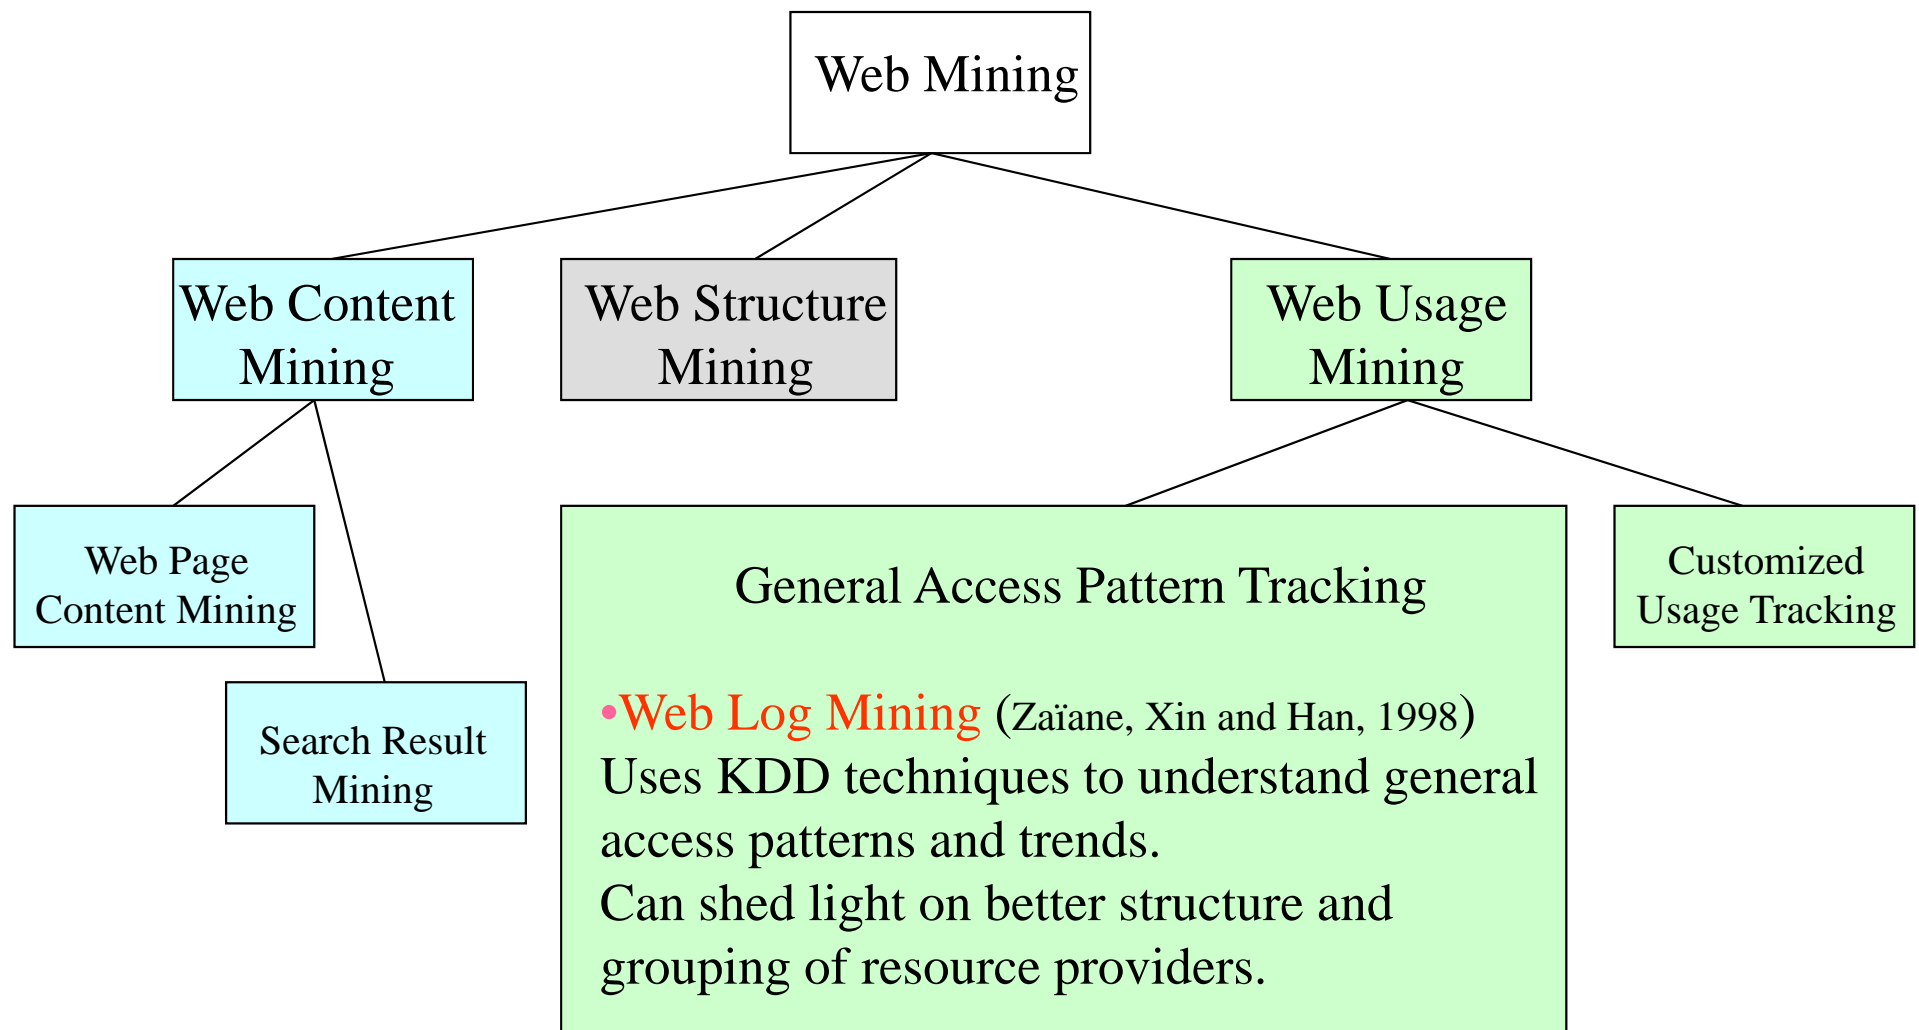 Web Mining
Web Content
Mining
Web Structure
Mining
Web Usage
Mining
Web Page
Content Mining
Search Result
Mining
General Access Pattern Tracking
•Web Log Mining (Zaïane, Xin and Han, 1998)
Uses KDD techniques to understand general
access patterns and trends.
Can shed light on better structure and
grouping of resource providers.
Customized
Usage Tracking